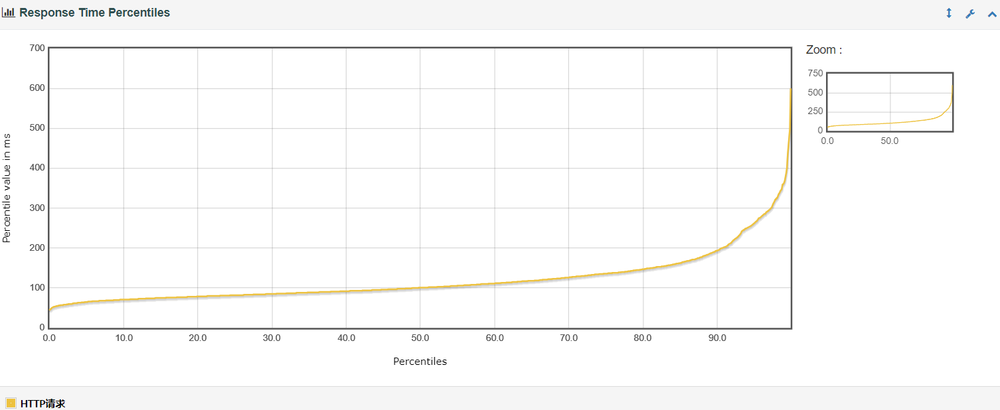 Response Time Percentiles
Zoom :
700
600
500
400
300
200
100
0
0.0 10.0 20.0 30.0 40.0 50.0 60.0 70.0 80.0 90.0
Percentile value in ms
Percentiles
750
500
250
0
0.0 50.0
HTTP请求